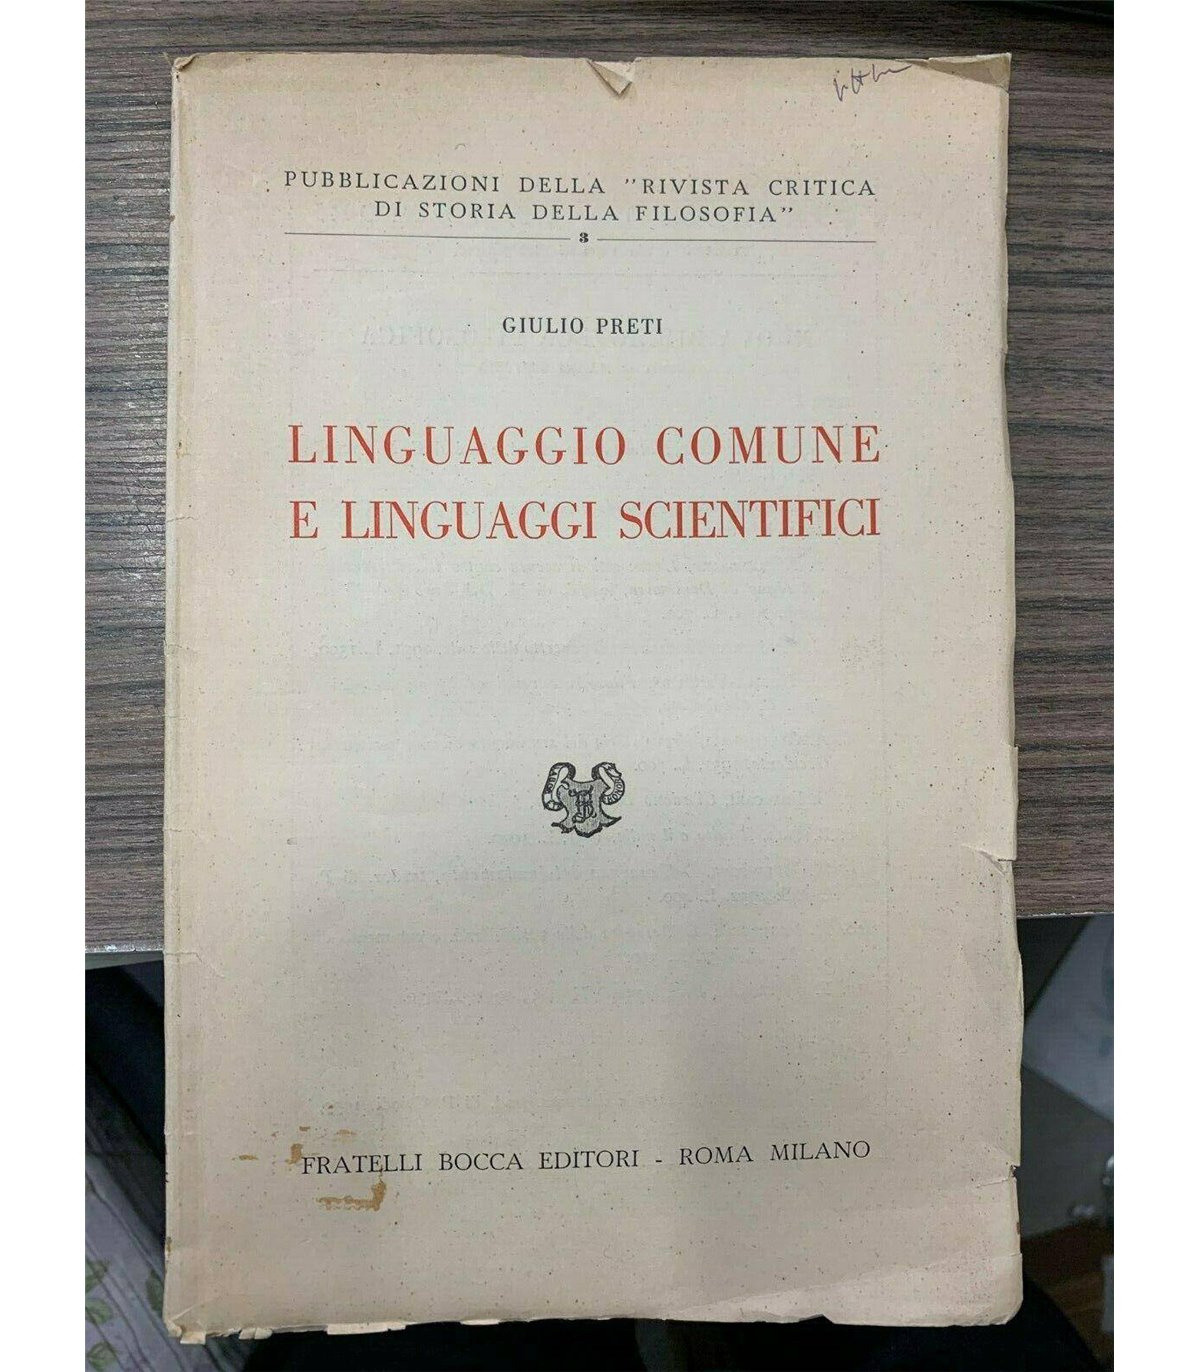 PUBBLICAZIONI DELLA "RIVISTA CRITICA
DI STORIA DELLA FILOSOFIA"
3
GIULIO PRETI
LINGUAGGIO COMUNE
E LINGUAGGI SCIENTIFICI
FRATELLI BOCCA EDITORI - ROMA MILANO